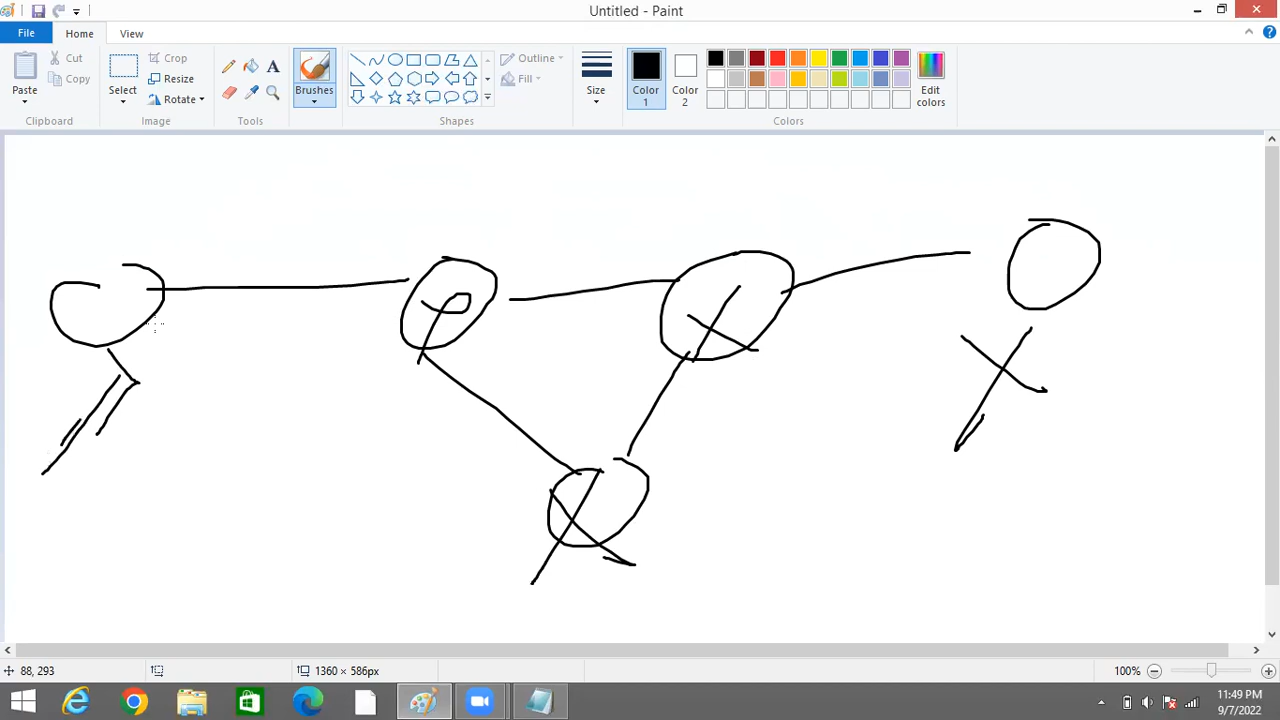 Untitled - Paint
File
Home
View
Paste
Cut
Copy
Clipboard
Select
Crop
Resize
Rotate
Image
A
Tools
Brushes
Outline
Fill
Shapes
Size
Color 1
Color 2
Edit colors
Colors
88, 293
1360 × 586px
100%
11:49 PM
9/7/2022